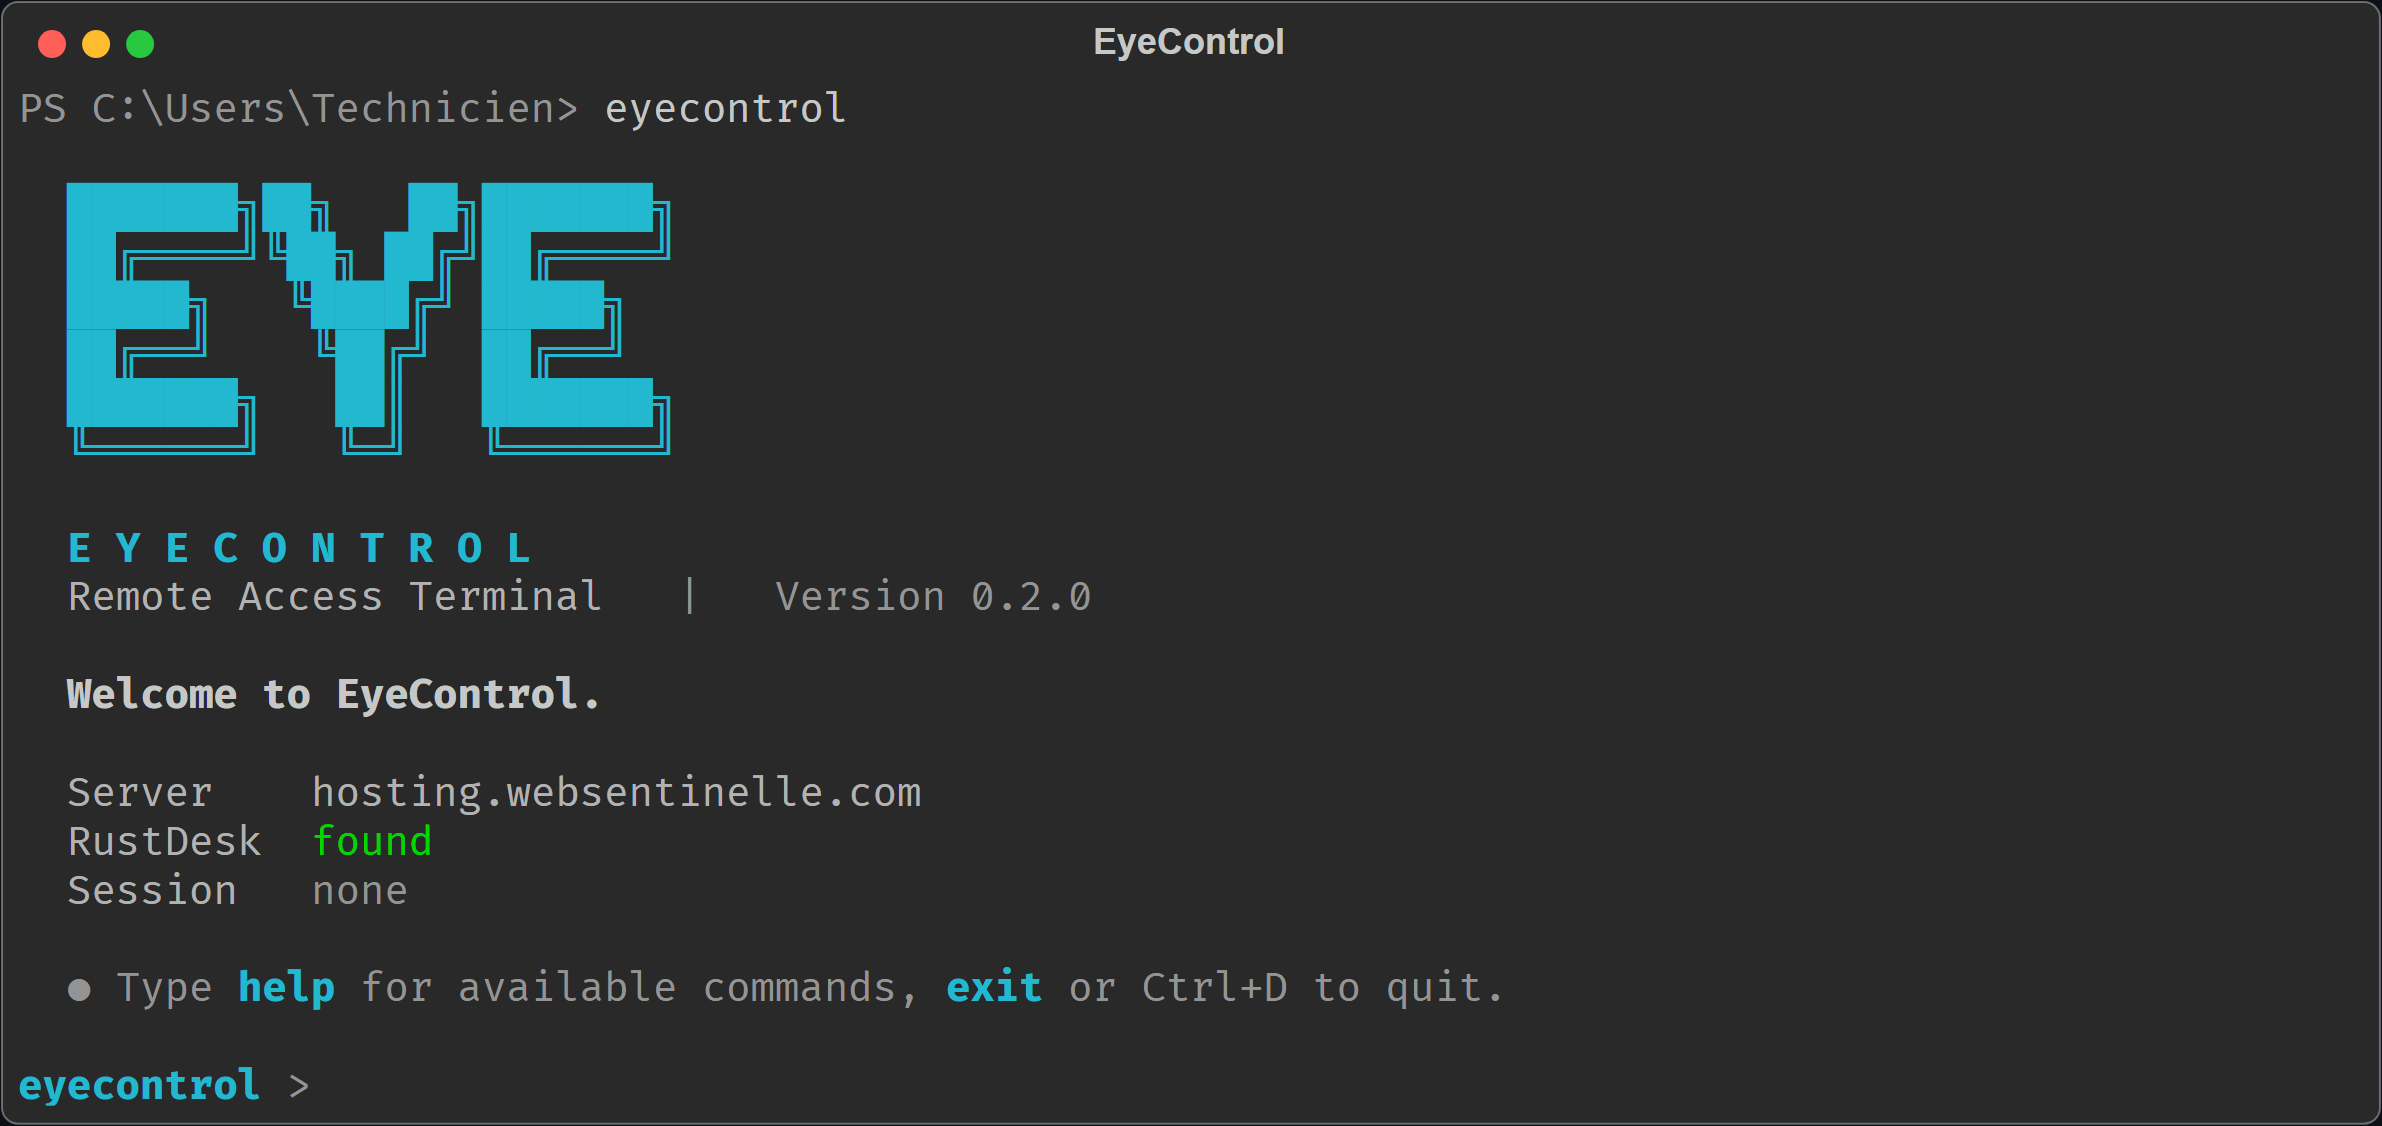 EyeControl
PS C:\Users\Technicien> eyecontrol
███████╗██╗   ██╗███████╗
██╔════╝╚██╗ ██╔╝██╔════╝
█████╗   ╚████╔╝ █████╗
██╔══╝    ╚██╔╝  ██╔══╝
███████╗   ██║   ███████╗
╚══════╝   ╚═╝   ╚══════╝
E Y E C O N T R O L
Remote Access Terminal | Version 0.2.0
Welcome to EyeControl.
Server hosting.websentinelle.com
RustDesk found
Session none
● Type help for available commands, exit or Ctrl+D to quit.
eyecontrol >